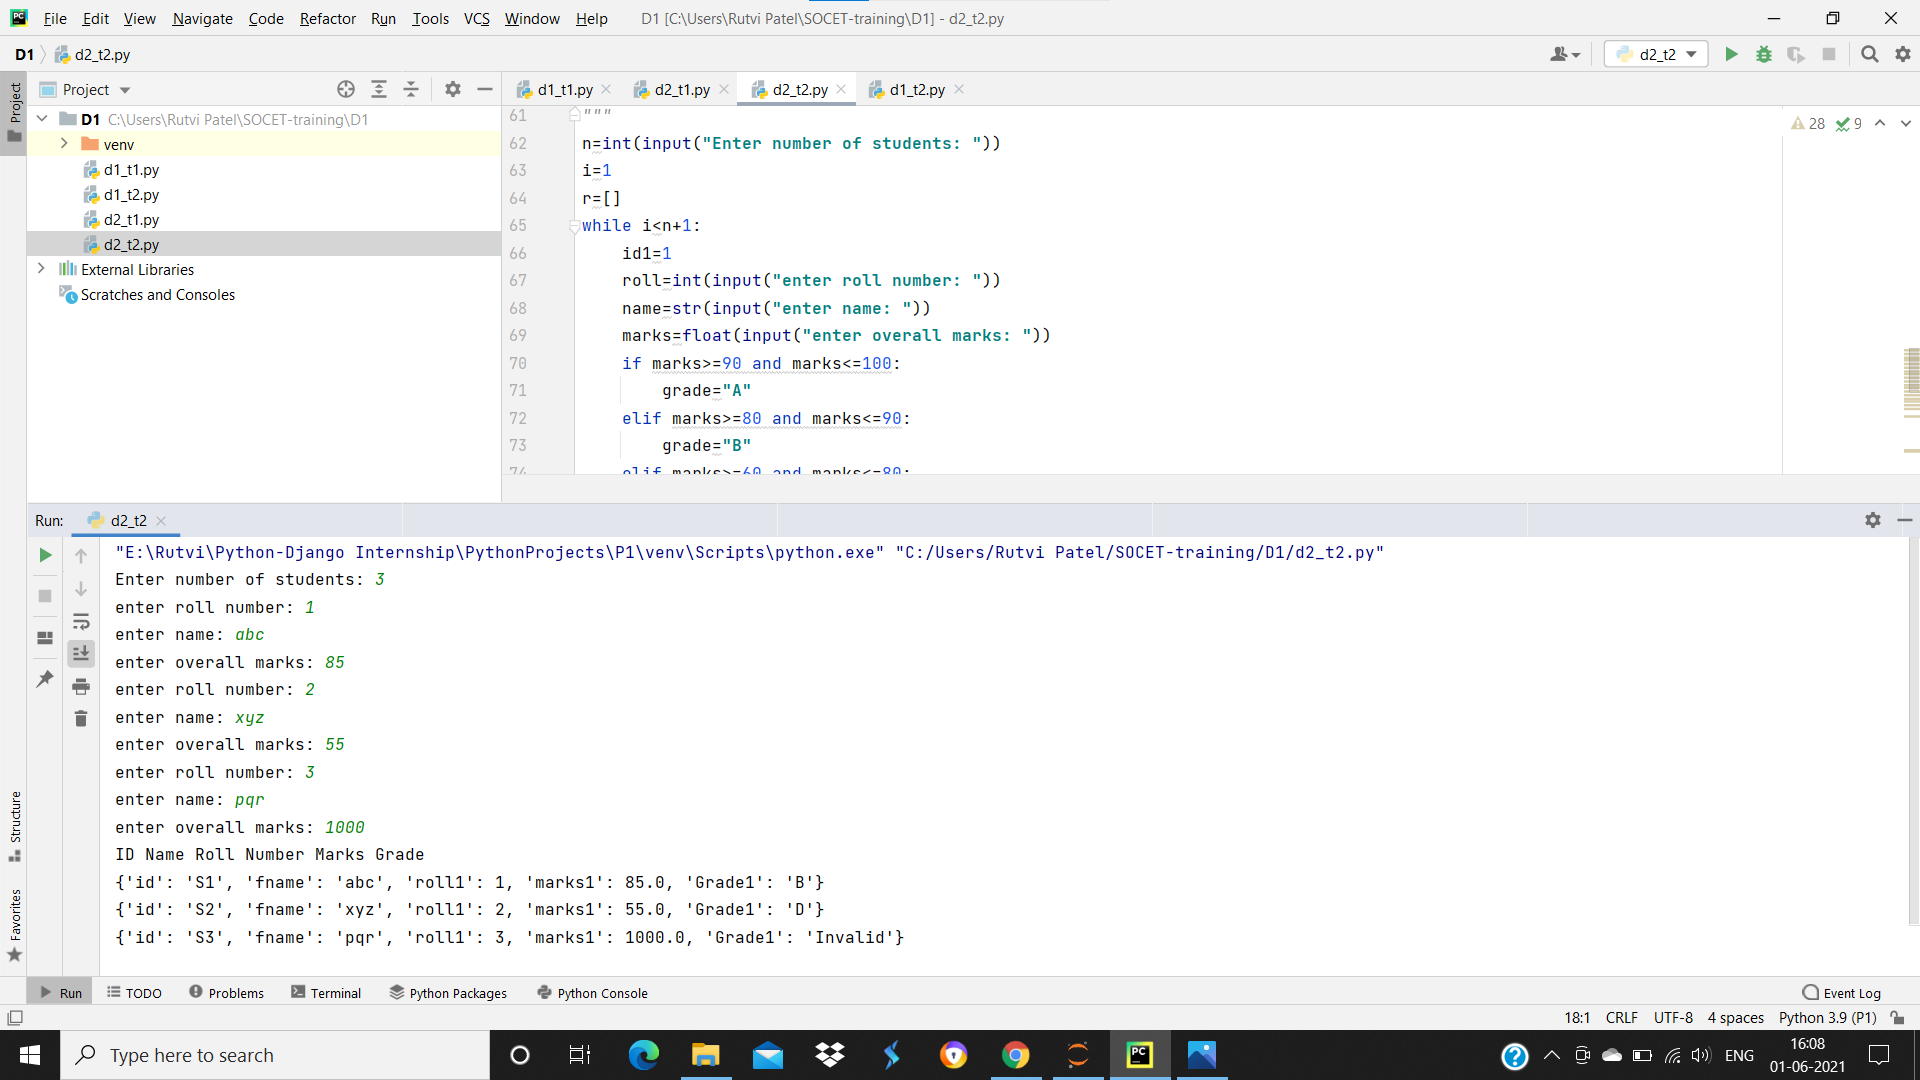 File Edit View Navigate Code Refactor Run Tools VCS Window Help D1 [C:\Users\Rutvi Patel\SOCET-training\D1] - d2_t2.py
D1 d2_t2.py d2_t2
Project Project d1_t1.py d2_t1.py d2_t2.py d1_t2.py
D1 C:\Users\Rutvi Patel\SOCET-training\D1
venv
d1_t1.py
d1_t2.py
d2_t1.py
d2_t2.py
External Libraries
Scratches and Consoles
28 9
61 """
62 n=int(input("Enter number of students: "))
63 i=1
64 r=[]
65 while i<n+1:
66 id1=1
67 roll=int(input("enter roll number: "))
68 name=str(input("enter name: "))
69 marks=float(input("enter overall marks: "))
70 if marks>=90 and marks<=100:
71 grade="A"
72 elif marks>=80 and marks<=90:
73 grade="B"
74 elif marks>=60 and marks<=80:
Run: d2_t2
"E:\Rutvi\Python-Django Internship\PythonProjects\P1\venv\Scripts\python.exe" "C:/Users/Rutvi Patel/SOCET-training/D1/d2_t2.py"
Enter number of students: 3
enter roll number: 1
enter name: abc
enter overall marks: 85
enter roll number: 2
enter name: xyz
enter overall marks: 55
enter roll number: 3
enter name: pqr
enter overall marks: 1000
ID Name Roll Number Marks Grade
{'id': 'S1', 'fname': 'abc', 'roll1': 1, 'marks1': 85.0, 'Grade1': 'B'}
{'id': 'S2', 'fname': 'xyz', 'roll1': 2, 'marks1': 55.0, 'Grade1': 'D'}
{'id': 'S3', 'fname': 'pqr', 'roll1': 3, 'marks1': 1000.0, 'Grade1': 'Invalid'}
Structure
Favorites
Run TODO Problems Terminal Python Packages Python Console Event Log
18:1 CRLF UTF-8 4 spaces Python 3.9 (P1)
Type here to search
PC
ENG
16:08
01-06-2021